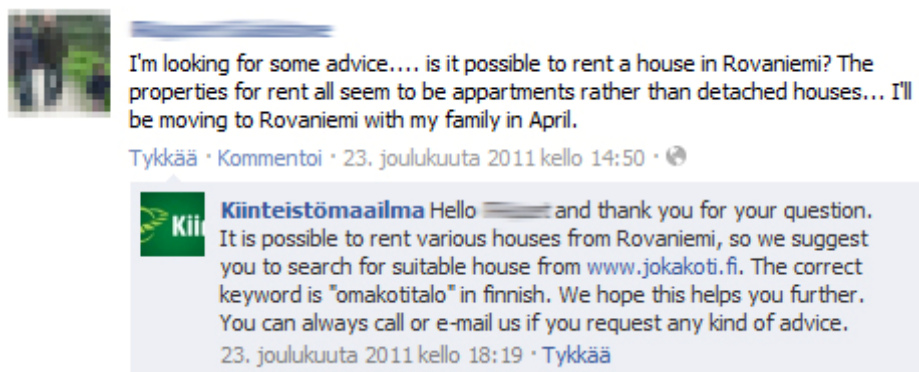 I'm looking for some advice.... is it possible to rent a house in Rovaniemi? The
properties for rent all seem to be appartments rather than detached houses... I'll
be moving to Rovaniemi with my family in April.
Tykkää · Kommentoi · 23. joulukuuta 2011 kello 14:50 ·
Kii
Kiinteistömaailma Hello and thank you for your question.
It is possible to rent various houses from Rovaniemi, so we suggest
you to search for suitable house from www.jokakoti.fi. The correct
keyword is "omakotitalo" in finnish. We hope this helps you further.
You can always call or e-mail us if you request any kind of advice.
23. joulukuuta 2011 kello 18:19 · Tykkää